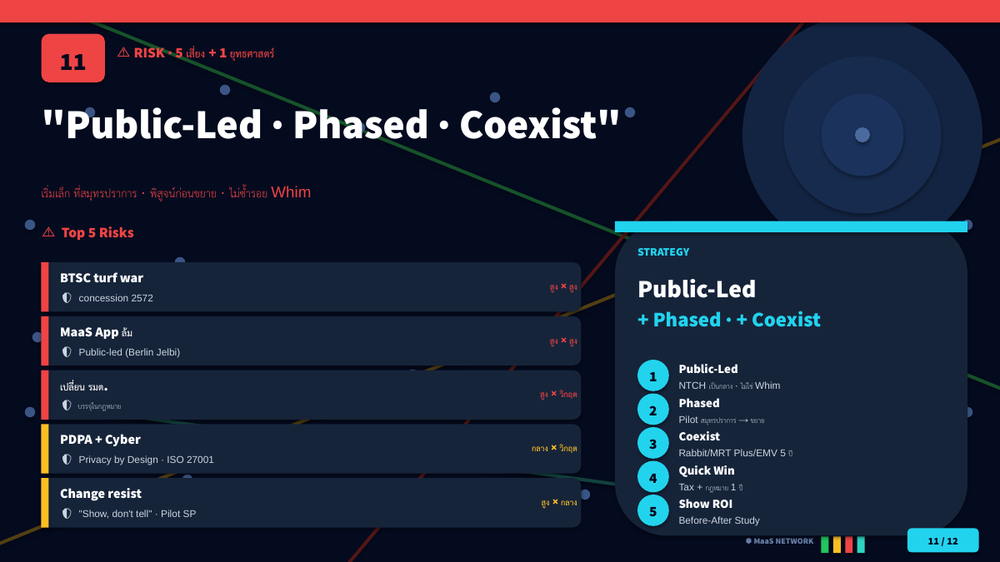 11
⚠ RISK · 5 เสี่ยง + 1 ยุทธศาสตร์
"Public-Led · Phased · Coexist"
เริ่มเล็ก ที่สมุทรปราการ · พิสูจน์ก่อนขยาย · ไม่ซ้ำรอย Whim
⚠ Top 5 Risks
BTSC turf war
concession 2572
สูง × สูง
MaaS App ล้ม
Public-led (Berlin Jelbi)
สูง × สูง
เปลี่ยน รมต.
บรรจุในกฎหมาย
สูง × วิกฤต
PDPA + Cyber
Privacy by Design · ISO 27001
กลาง × วิกฤต
Change resist
"Show, don't tell" · Pilot SP
สูง × กลาง
STRATEGY
Public-Led
+ Phased · + Coexist
1
Public-Led
NTCH เป็นกลาง · ไม่ใช่ Whim
2
Phased
Pilot สมุทรปราการ → ขยาย
3
Coexist
Rabbit/MRT Plus/EMV 5 ปี
4
Quick Win
Tax + กฎหมาย 1 ปี
5
Show ROI
Before-After Study
MaaS NETWORK
11 / 12